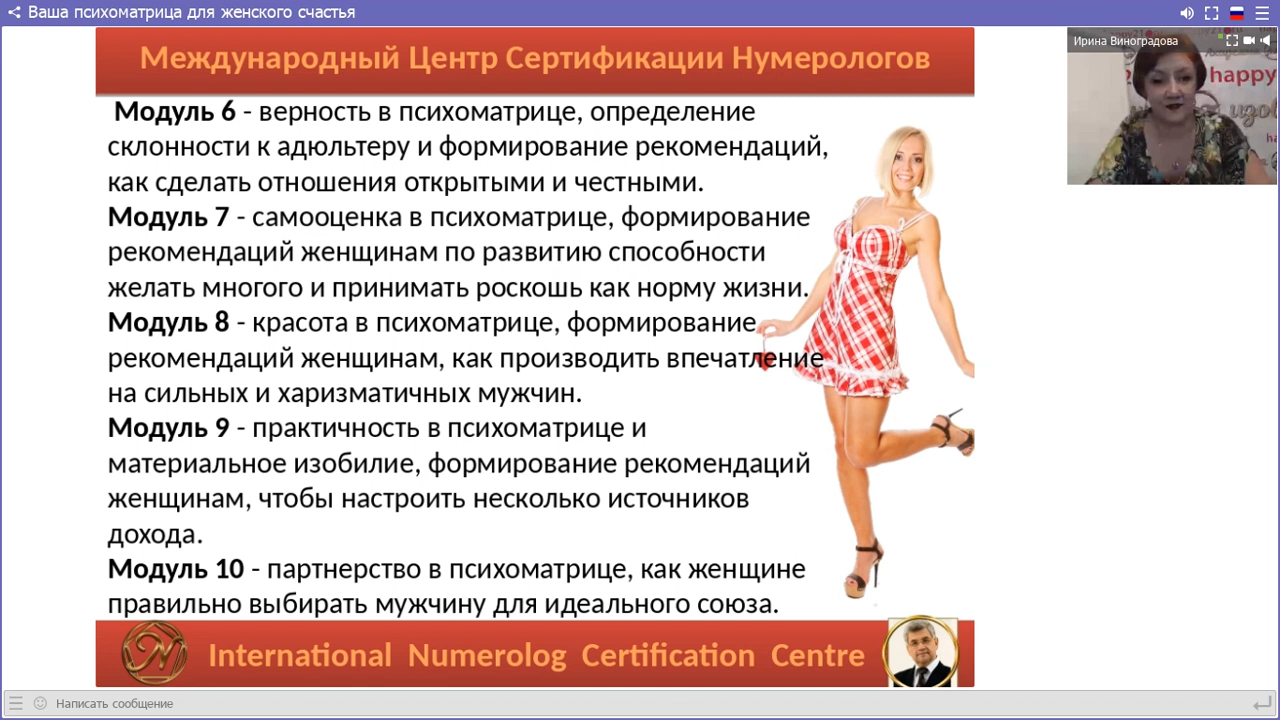 Ваша психоматрица для женского счастья
Ирина Виноградова
happy
Международный Центр Сертификации Нумерологов
Модуль 6 - верность в психоматрице, определение
склонности к адюльтеру и формирование рекомендаций,
как сделать отношения открытыми и честными.
Модуль 7 - самооценка в психоматрице, формирование
рекомендаций женщинам по развитию способности
желать многого и принимать роскошь как норму жизни.
Модуль 8 - красота в психоматрице, формирование
рекомендаций женщинам, как производить впечатление
на сильных и харизматичных мужчин.
Модуль 9 - практичность в психоматрице и
материальное изобилие, формирование рекомендаций
женщинам, чтобы настроить несколько источников
дохода.
Модуль 10 - партнерство в психоматрице, как женщине
правильно выбирать мужчину для идеального союза.
International Numerolog Certification Centre
Написать сообщение